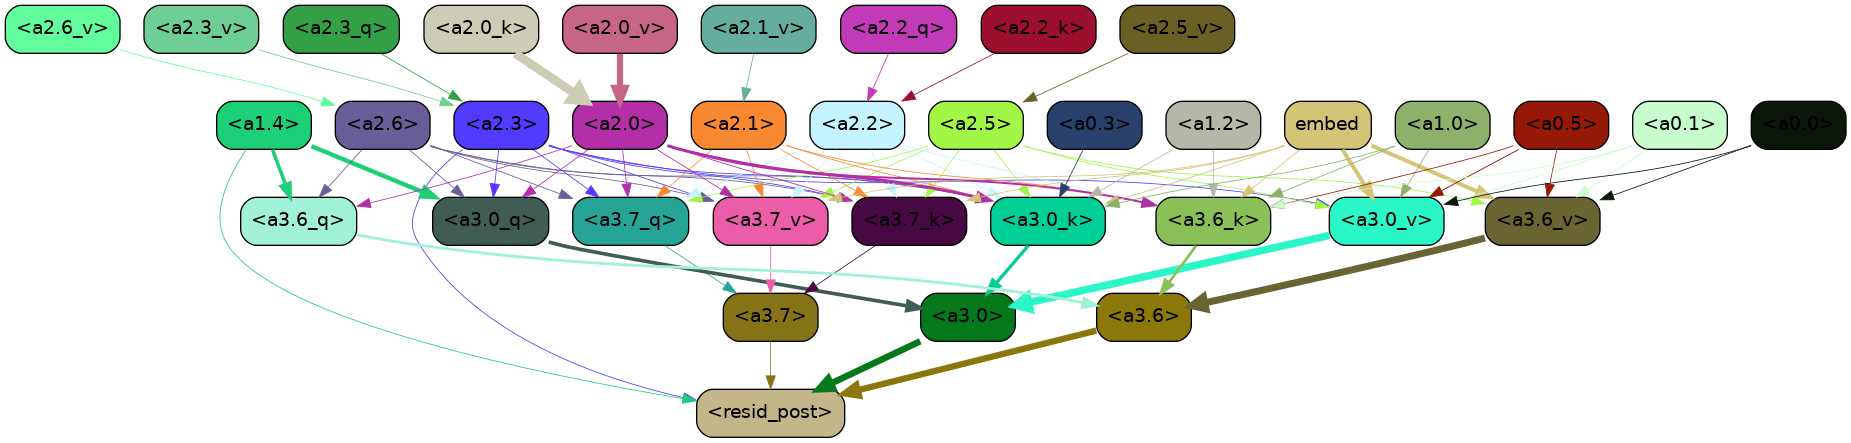 <a2.6_v> <a2.3_v> <a2.3_q> <a2.0_k> <a2.0_v> <a2.1_v> <a2.2_q> <a2.2_k> <a2.5_v>
<a1.4> <a2.6> <a2.3> <a2.0> <a2.1> <a2.2> <a2.5> <a0.3> <a1.2> embed <a1.0> <a0.5> <a0.1> <a0.0>
<a3.6_q> <a3.0_q> <a3.7_q> <a3.7_v> <a3.7_k> <a3.0_k> <a3.6_k> <a3.0_v> <a3.6_v>
<a3.7> <a3.0> <a3.6>
<resid_post>